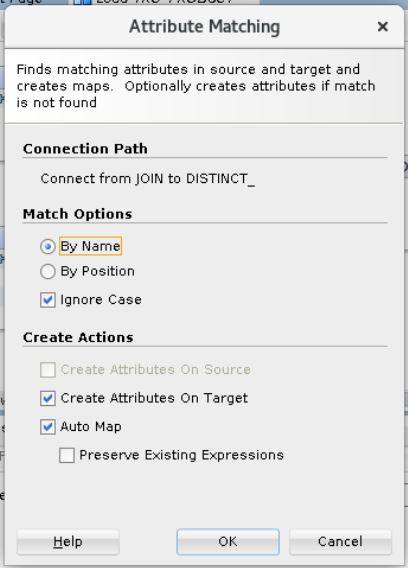 Attribute Matching
Finds matching attributes in source and target and
creates maps. Optionally creates attributes if match
is not found
Connection Path
Connect from JOIN to DISTINCT_
Match Options
By Name
By Position
Ignore Case
Create Actions
Create Attributes On Source
Create Attributes On Target
Auto Map
Preserve Existing Expressions
Help
OK
Cancel